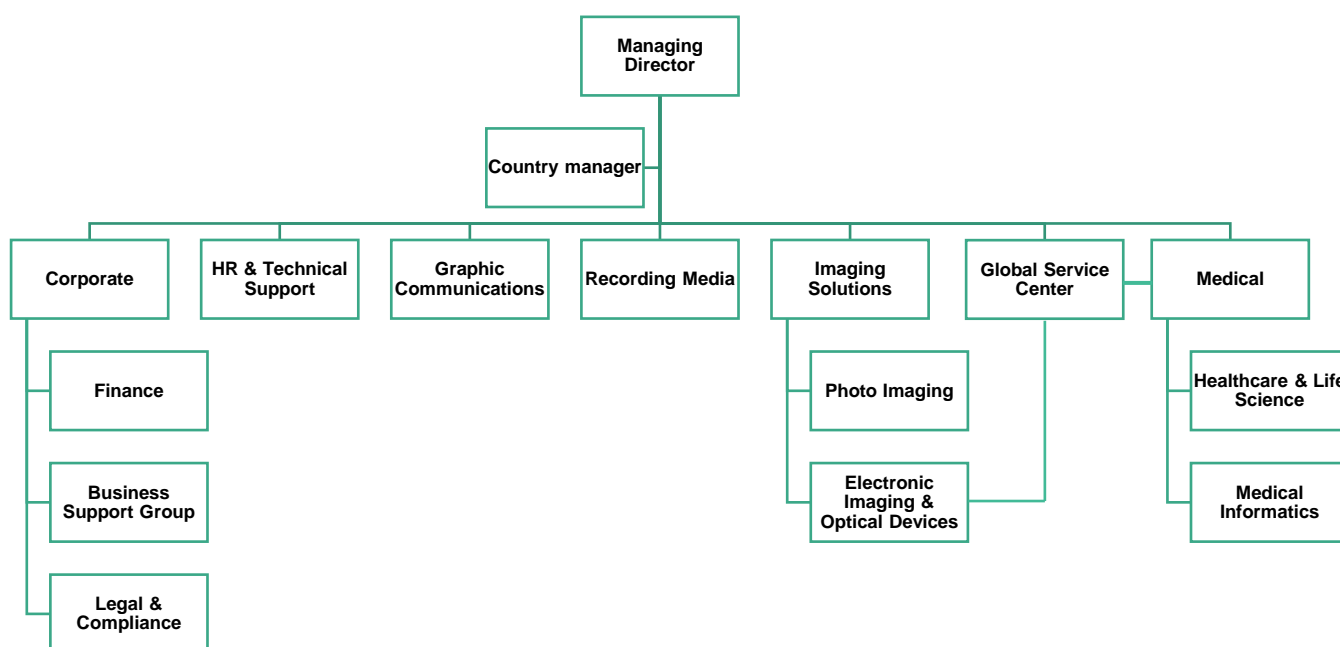 Managing
Director
Country manager
Corporate
HR & Technical
Support
Graphic
Communications
Recording Media
Imaging
Solutions
Global Service
Center
Medical
Finance
Photo Imaging
Healthcare & Life
Science
Business
Support Group
Electronic
Imaging &
Optical Devices
Medical
Informatics
Legal &
Compliance